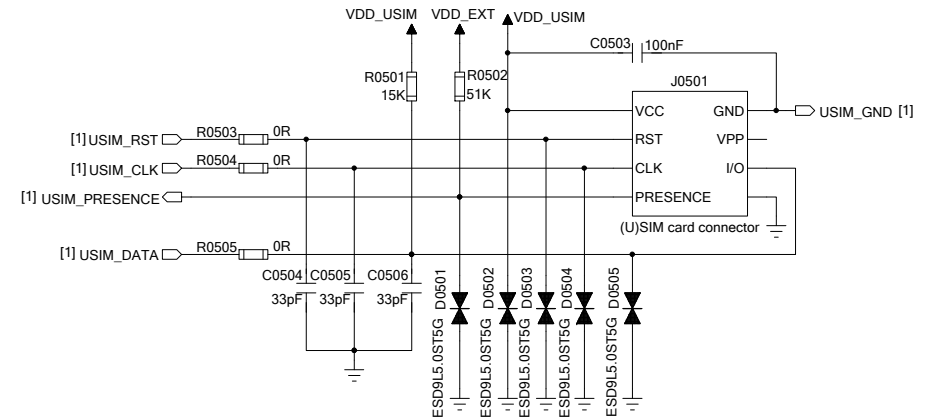 VDD_USIM VDD_EXT VDD_USIM
C0503 100nF
R0501 15K
R0502 51K
J0501
VCC GND USIM_GND [1]
[1] USIM_RST R0503 0R RST VPP
[1] USIM_CLK R0504 0R CLK I/O
[1] USIM_PRESENCE PRESENCE
(U)SIM card connector
[1] USIM_DATA R0505 0R
C0504 C0505 C0506
33pF 33pF 33pF
ESD9L5.0ST5G D0501
ESD9L5.0ST5G D0502
ESD9L5.0ST5G D0503
ESD9L5.0ST5G D0504
ESD9L5.0ST5G D0505